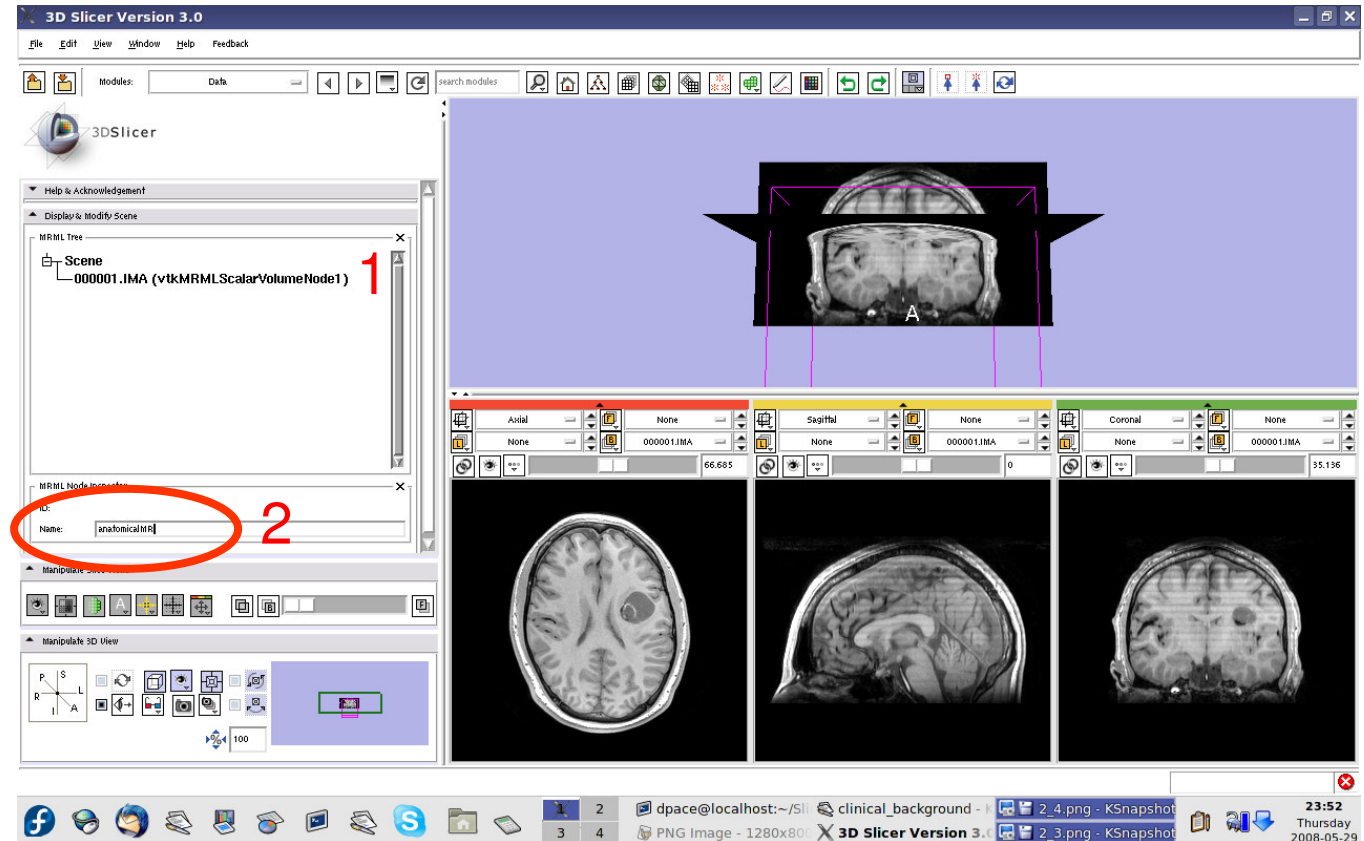 3D Slicer Version 3.0
File Edit View Window Help Feedback
Modules: Data search modules
3DSlicer
Help & Acknowledgement
Display & Modify Scene
MRML Tree
Scene
000001.IMA (vtkMRMLScalarVolumeNode1)
1
MRML Node Inspector
ID:
Name: anatomicalMR
2
Manipulate Slice
Manipulate 3D View
P S
R L
I A
% 100
A
Axial F None
L None B 000001.IMA
66.685
Sagittal F None
L None B 000001.IMA
0
Coronal F None
L None B 000001.IMA
35.136
A B F
1 2
3 4
dpace@localhost:~/Sli
clinical_background - K
2_4.png - KSnapshot
PNG Image - 1280x80
3D Slicer Version 3.
2_3.png - KSnapshot
23:52
Thursday
2008-05-29